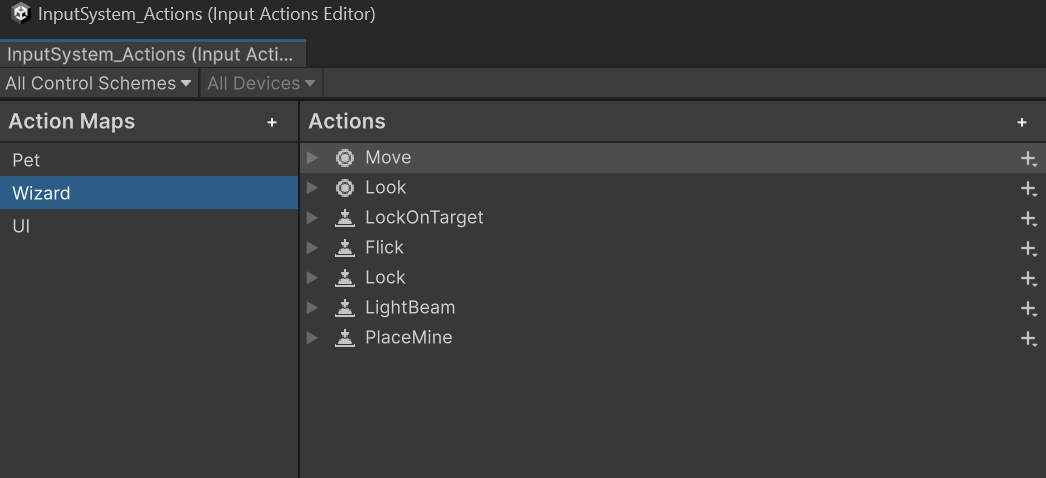 InputSystem_Actions (Input Actions Editor)
InputSystem_Actions (Input Acti...
All Control Schemes All Devices
Action Maps +
Pet
Wizard
UI
Actions +
Move
Look
LockOnTarget
Flick
Lock
LightBeam
PlaceMine